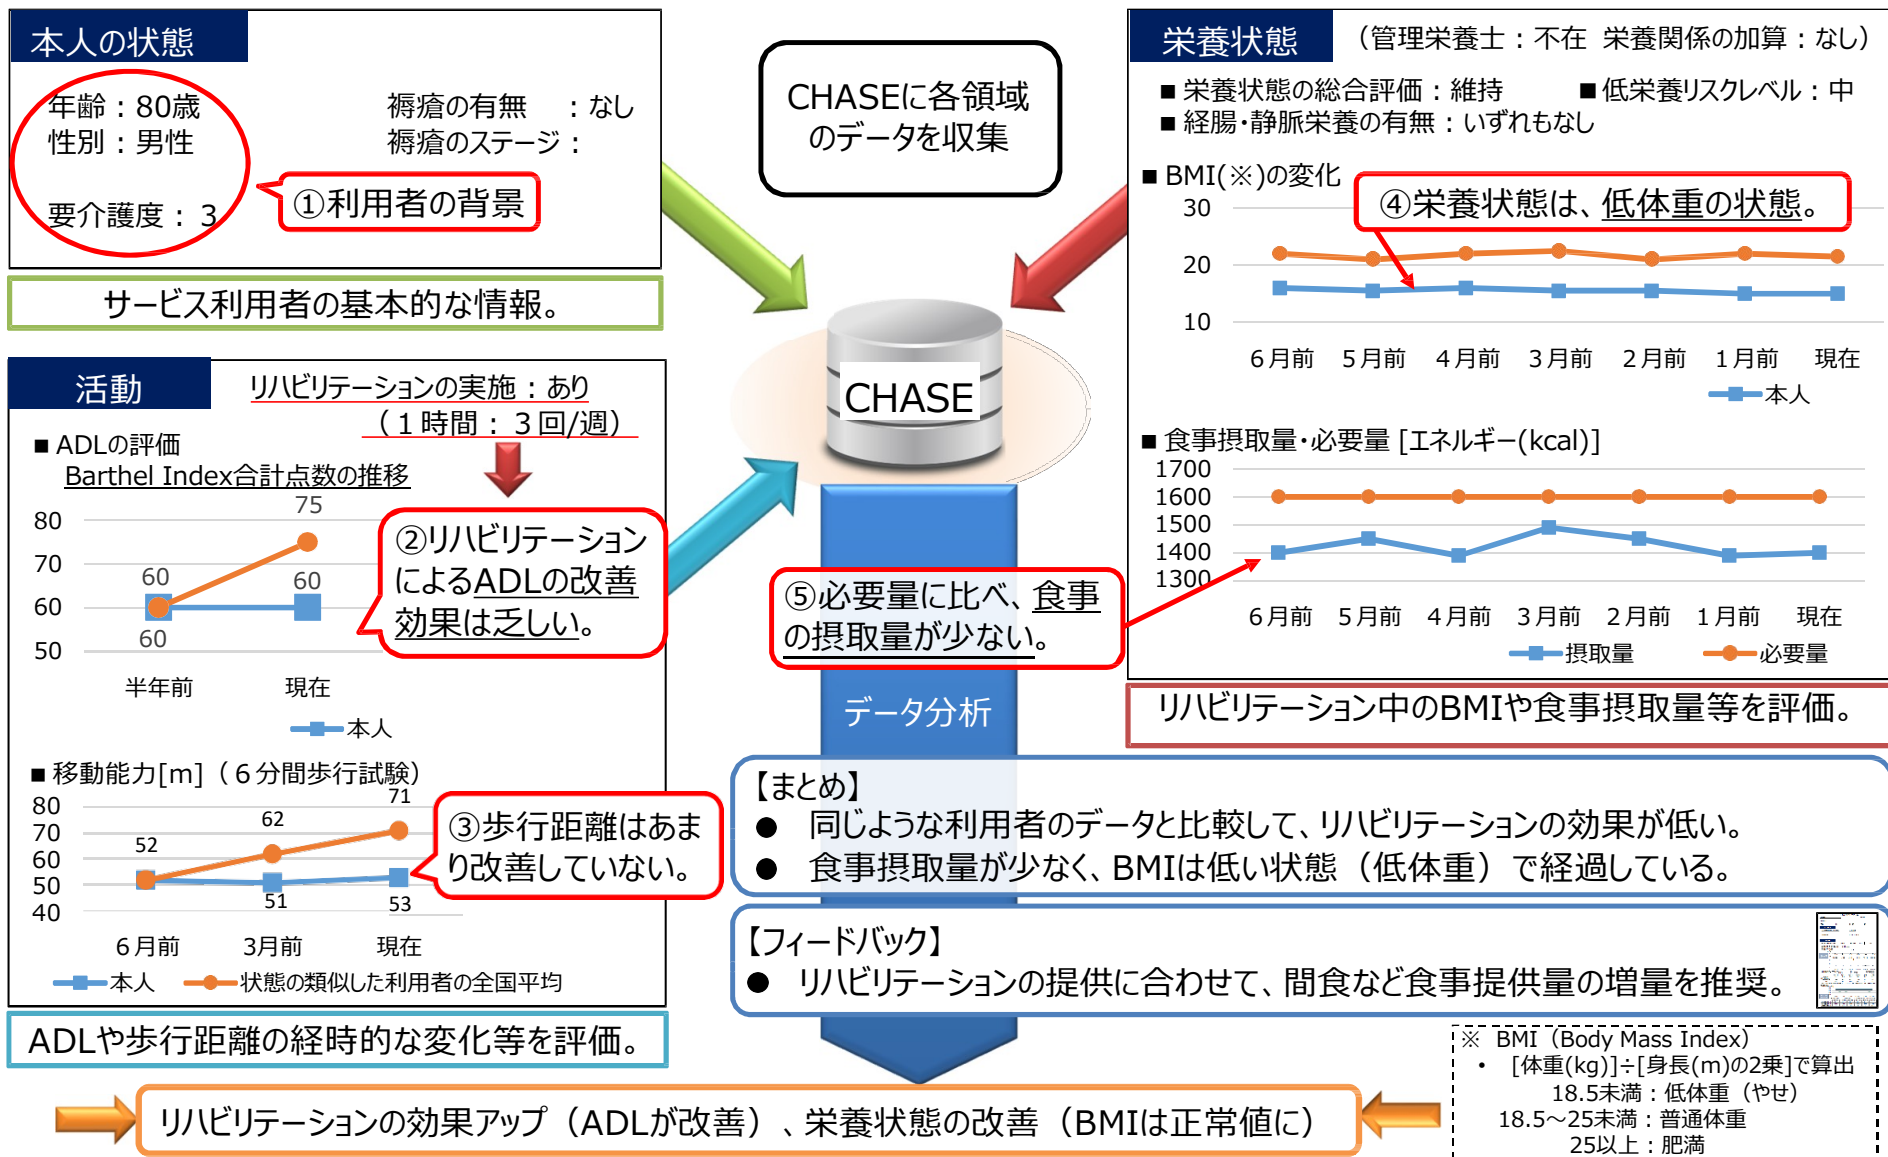 本人の状態
年齢：80歳
性別：男性
要介護度：３
褥瘡の有無　：なし
褥瘡のステージ：
①利用者の背景
サービス利用者の基本的な情報。
CHASEに各領域
のデータを収集
栄養状態
（管理栄養士：不在 栄養関係の加算：なし）
■ 栄養状態の総合評価：維持
■ 低栄養リスクレベル：中
■ 経腸・静脈栄養の有無：いずれもなし
■ BMI(※)の変化
④栄養状態は、低体重の状態。
30
20
10
６月前 ５月前 ４月前 ３月前 ２月前 １月前 現在
本人
■ 食事摂取量・必要量 [エネルギー(kcal)]
1700
1600
1500
1400
1300
６月前 ５月前 ４月前 ３月前 ２月前 １月前 現在
摂取量 必要量
⑤必要量に比べ、食事
の摂取量が少ない。
リハビリテーション中のBMIや食事摂取量等を評価。
CHASE
活動
リハビリテーションの実施：あり
（１時間：３回/週）
■ ADLの評価
Barthel Index合計点数の推移
80
70
60
50
60
60
75
60
半年前 現在
本人
②リハビリテーション
によるADLの改善
効果は乏しい。
■ 移動能力[m]（６分間歩行試験）
80
70
60
50
40
52
62
71
51
53
６月前 3月前 現在
本人 状態の類似した利用者の全国平均
③歩行距離はあま
り改善していない。
ADLや歩行距離の経時的な変化等を評価。
データ分析
【まとめ】
● 同じような利用者のデータと比較して、リハビリテーションの効果が低い。
● 食事摂取量が少なく、BMIは低い状態（低体重）で経過している。
【フィードバック】
● リハビリテーションの提供に合わせて、間食など食事提供量の増量を推奨。
リハビリテーションの効果アップ（ADLが改善）、栄養状態の改善（BMIは正常値に）
※ BMI（Body Mass Index）
• [体重(kg)]÷[身長(m)の2乗]で算出
18.5未満：低体重（やせ）
18.5～25未満：普通体重
25以上：肥満